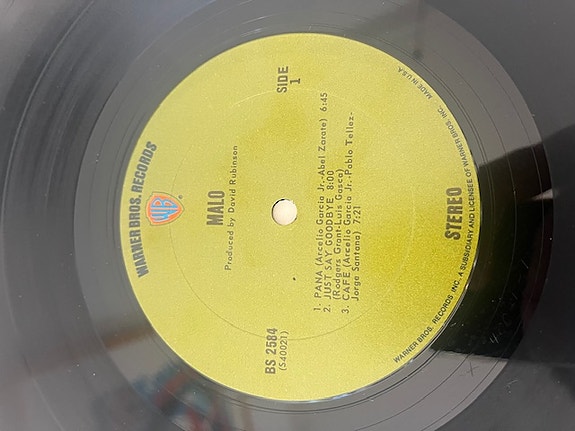 WARNER BROS. RECORDS
WB
®
MALO
Produced by David Rubinson
BS 2584
(S40021)
SIDE
1
1. PANA (Arcelio Garcia Jr.-Abel Zarate) 6:45
2. JUST SAY GOODBYE 8:00
(Rodgers Grant-Luis Gasca)
3. CAFE (Arcelio Garcia Jr.-Pablo Tellez-
Jorge Santana) 7:21
STEREO
WARNER BROS. RECORDS INC., A SUBSIDIARY AND LICENSEE OF WARNER BROS. INC. MADE IN U.S.A.